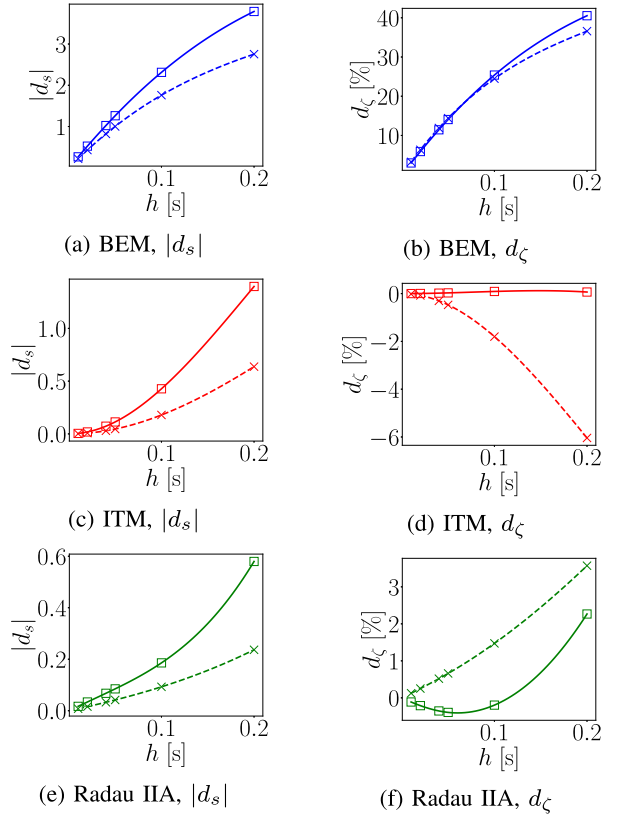 3
2
1
|d_s|
0.1 0.2
h [s]
(a) BEM, |d_s|
40
30
20
10
d_ζ [%]
0.1 0.2
h [s]
(b) BEM, d_ζ
1.0
0.5
0.0
|d_s|
0.1 0.2
h [s]
(c) ITM, |d_s|
0
−2
−4
−6
d_ζ [%]
0.1 0.2
h [s]
(d) ITM, d_ζ
0.6
0.4
0.2
0.0
|d_s|
0.1 0.2
h [s]
(e) Radau IIA, |d_s|
3
2
1
0
d_ζ [%]
0.1 0.2
h [s]
(f) Radau IIA, d_ζ